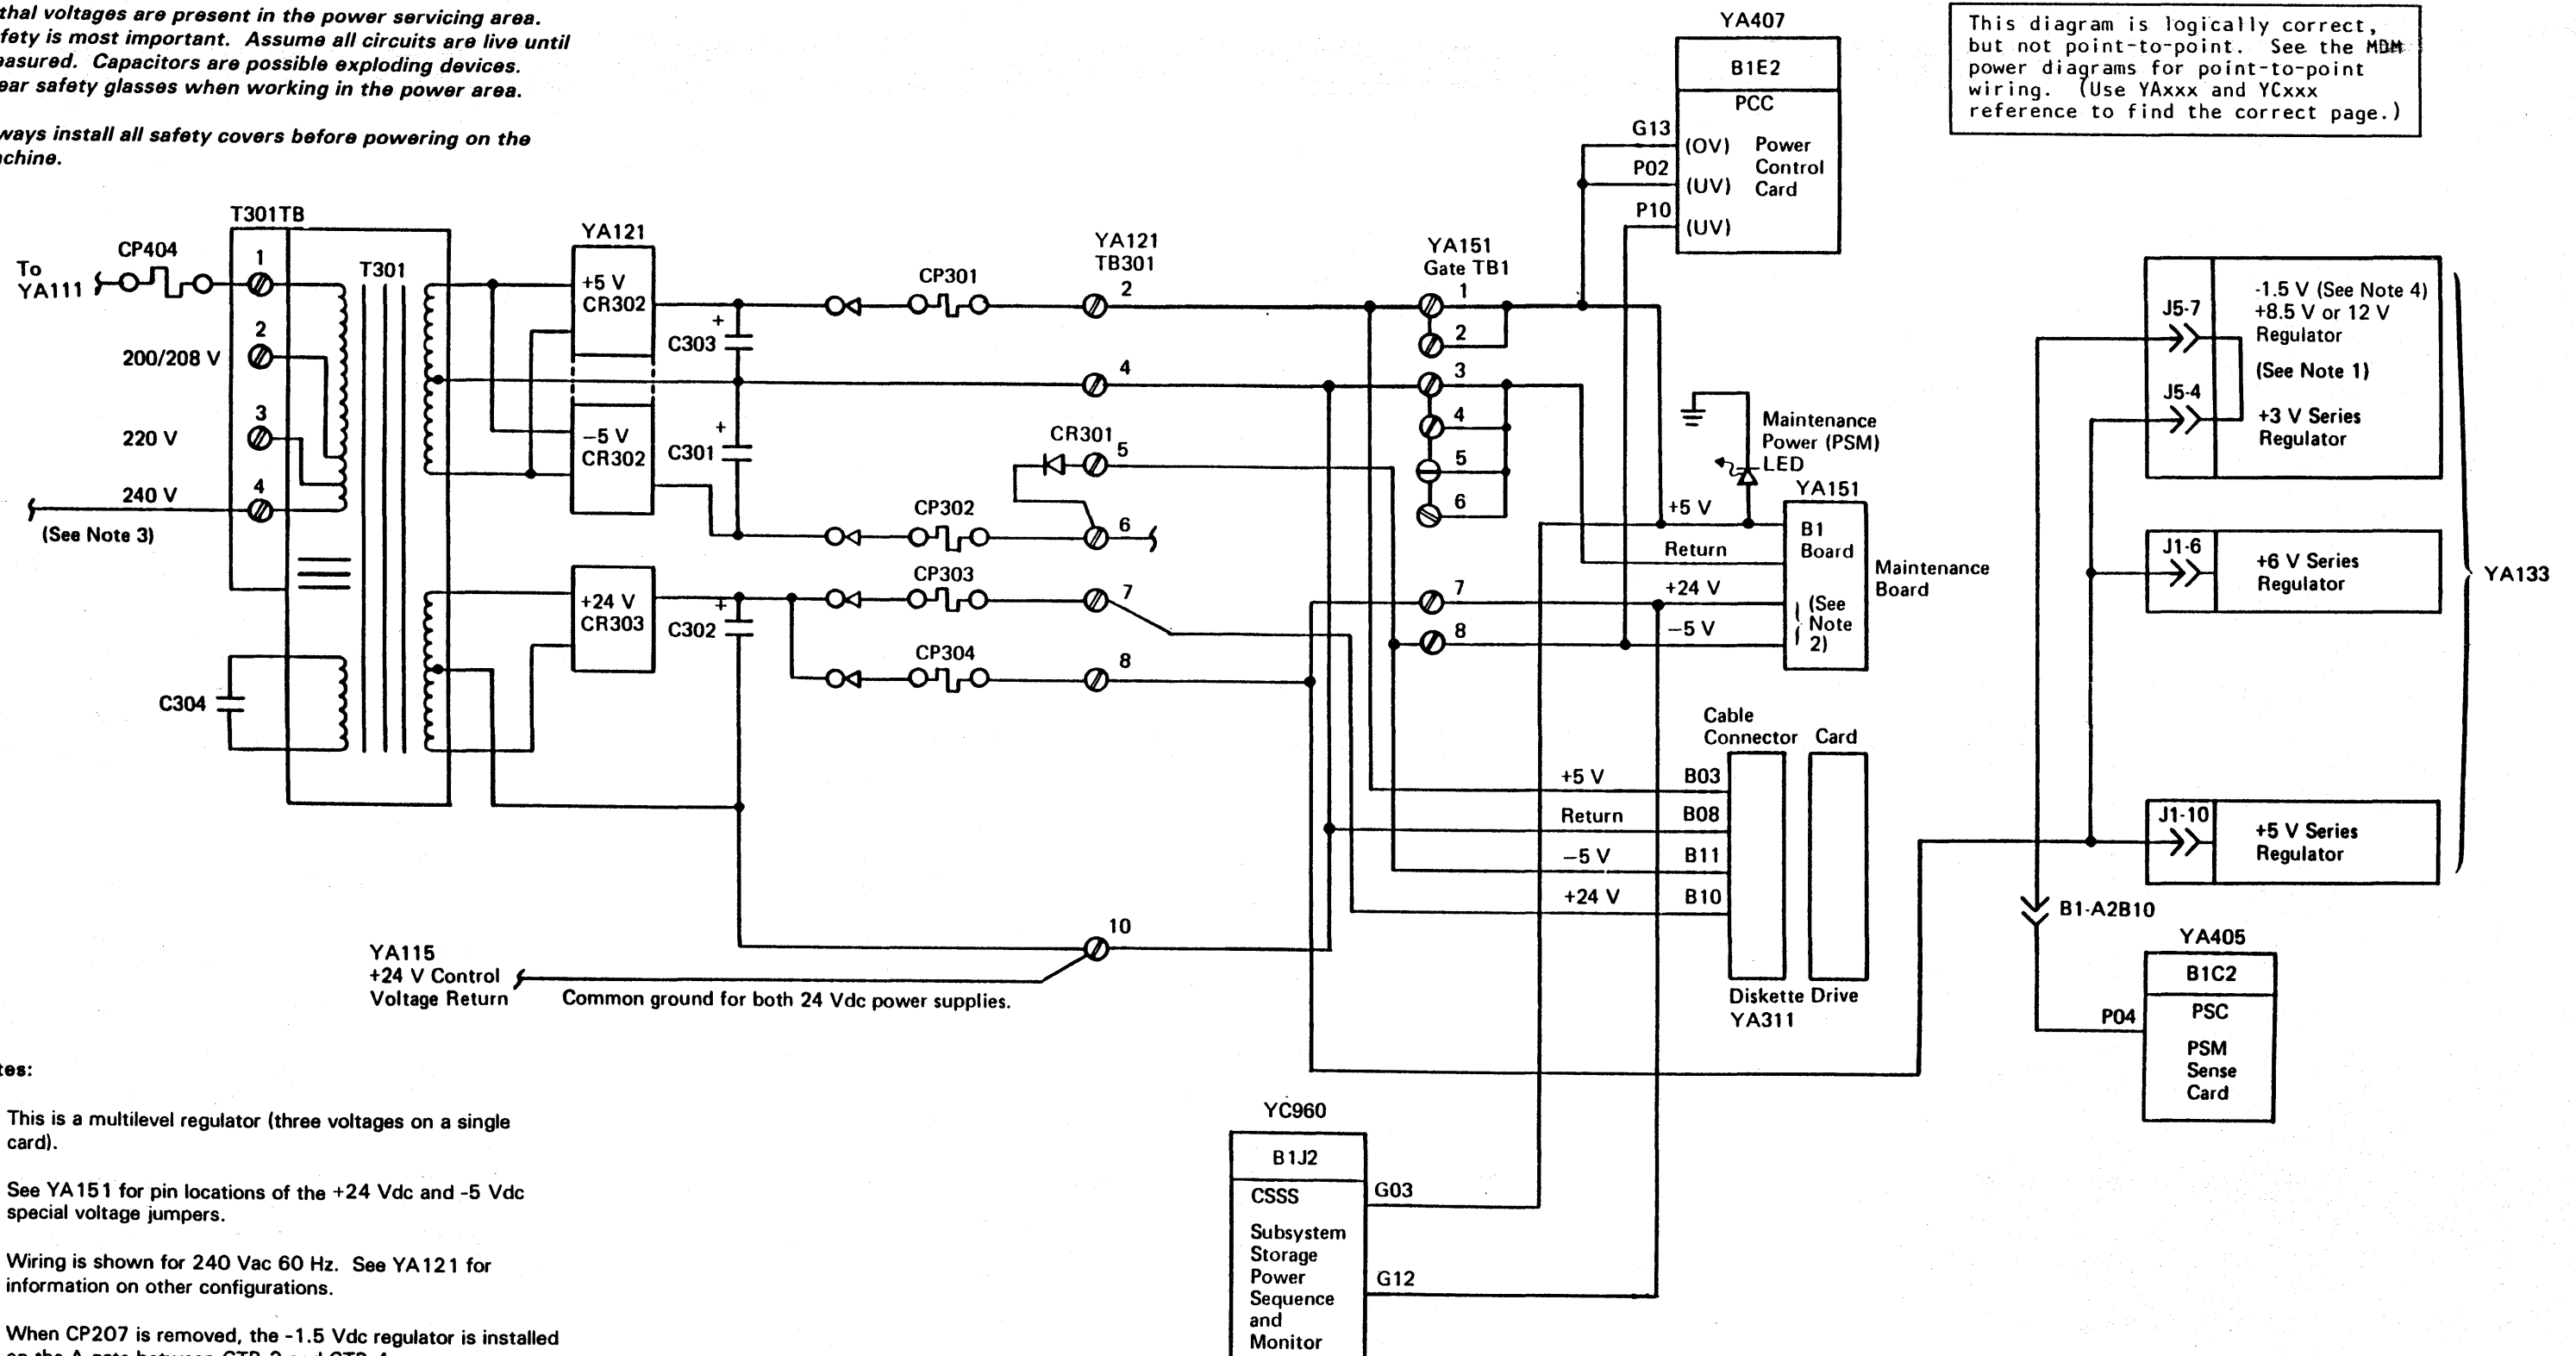 thal voltages are present in the power servicing area.
fety is most important. Assume all circuits are live until
easured. Capacitors are possible exploding devices.
ear safety glasses when working in the power area.
ways install all safety covers before powering on the
achine.
This diagram is logically correct,
but not point-to-point. See the MDM
power diagrams for point-to-point
wiring. (Use YAxxx and YCxxx
reference to find the correct page.)
YA407
B1E2
PCC
G13
(OV)
Power
Control
Card
P02
(UV)
P10
(UV)
T301TB
CP404
To
YA111
1
T301
2
200/208 V
3
220 V
4
240 V
(See Note 3)
C304
YA121
+5 V
CR302
−5 V
CR302
+24 V
CR303
+
C303
+
C301
+
C302
CP301
CP302
CP303
CP304
YA121
TB301
2
4
CR301
5
6
7
8
10
YA151
Gate TB1
1
2
3
4
5
6
7
8
Maintenance
Power (PSM)
LED
YA151
+5 V
Return
+24 V
−5 V
B1
Board
(See
Note
2)
Maintenance
Board
Cable
Connector
Card
+5 V B03
Return B08
−5 V B11
+24 V B10
Diskette Drive
YA311
YA115
+24 V Control
Voltage Return
Common ground for both 24 Vdc power supplies.
J5-7
-1.5 V (See Note 4)
+8.5 V or 12 V
Regulator
(See Note 1)
J5-4
+3 V Series
Regulator
J1-6
+6 V Series
Regulator
YA133
J1-10
+5 V Series
Regulator
B1-A2B10
YA405
B1C2
P04
PSC
PSM
Sense
Card
YC960
B1J2
CSSS
G03
Subsystem
Storage
Power
Sequence
and
Monitor
G12
tes:
This is a multilevel regulator (three voltages on a single
card).
See YA151 for pin locations of the +24 Vdc and -5 Vdc
special voltage jumpers.
Wiring is shown for 240 Vac 60 Hz. See YA121 for
information on other configurations.
When CP207 is removed, the -1.5 Vdc regulator is installed